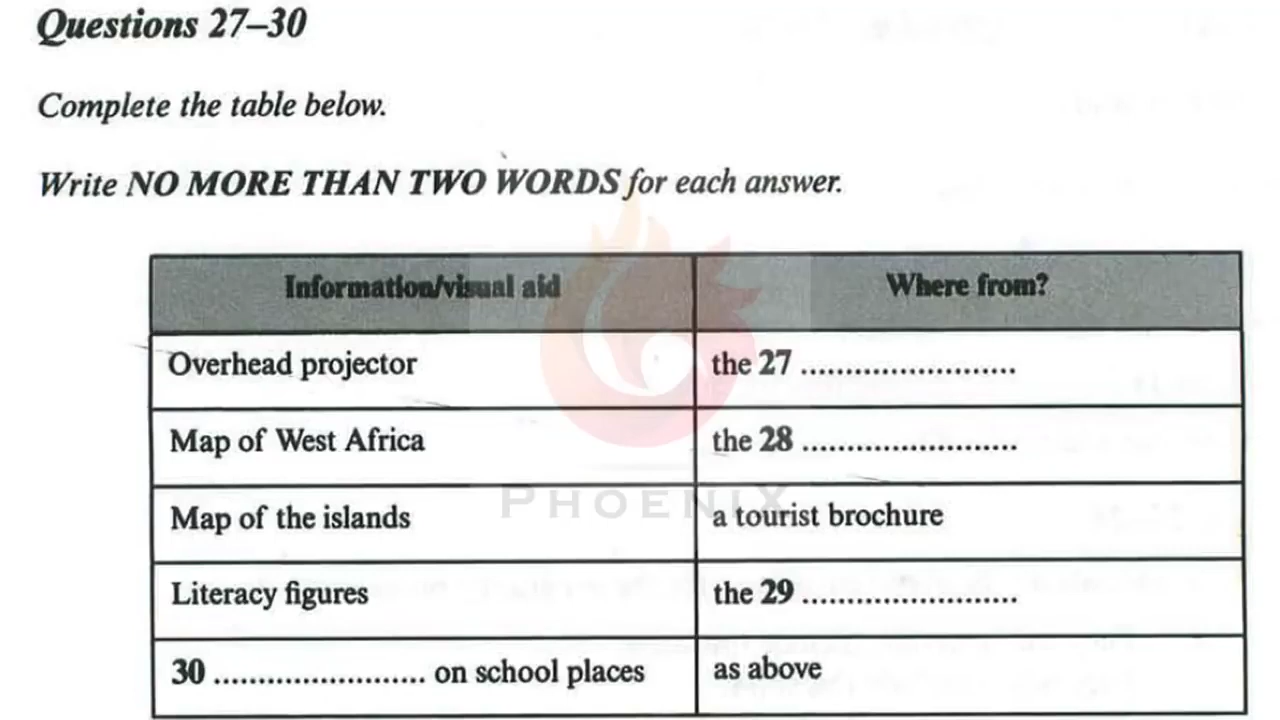 Questions 27–30
Complete the table below.
Write NO MORE THAN TWO WORDS for each answer.
Information/visual aid Where from?
Overhead projector the 27 ........................
Map of West Africa the 28 ........................
PHOENIX
Map of the islands a tourist brochure
Literacy figures the 29 ........................
30 ........................ on school places as above